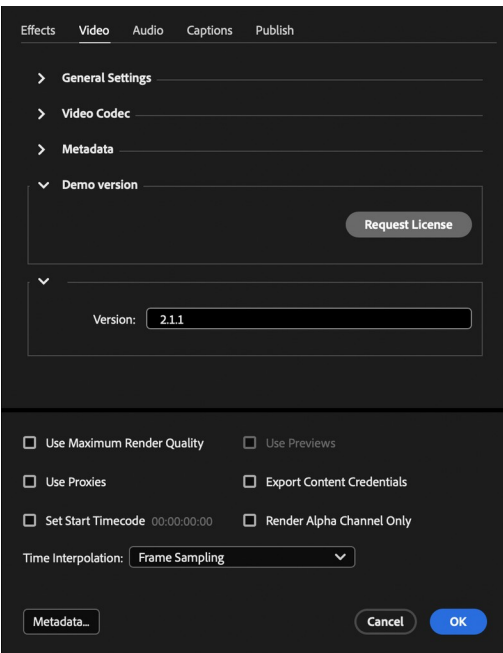 Effects Video Audio Captions Publish
General Settings
Video Codec
Metadata
Demo version
Request License
Version: 2.1.1
Use Maximum Render Quality Use Previews
Use Proxies Export Content Credentials
Set Start Timecode 00:00:00:00 Render Alpha Channel Only
Time Interpolation: Frame Sampling
Metadata... Cancel OK